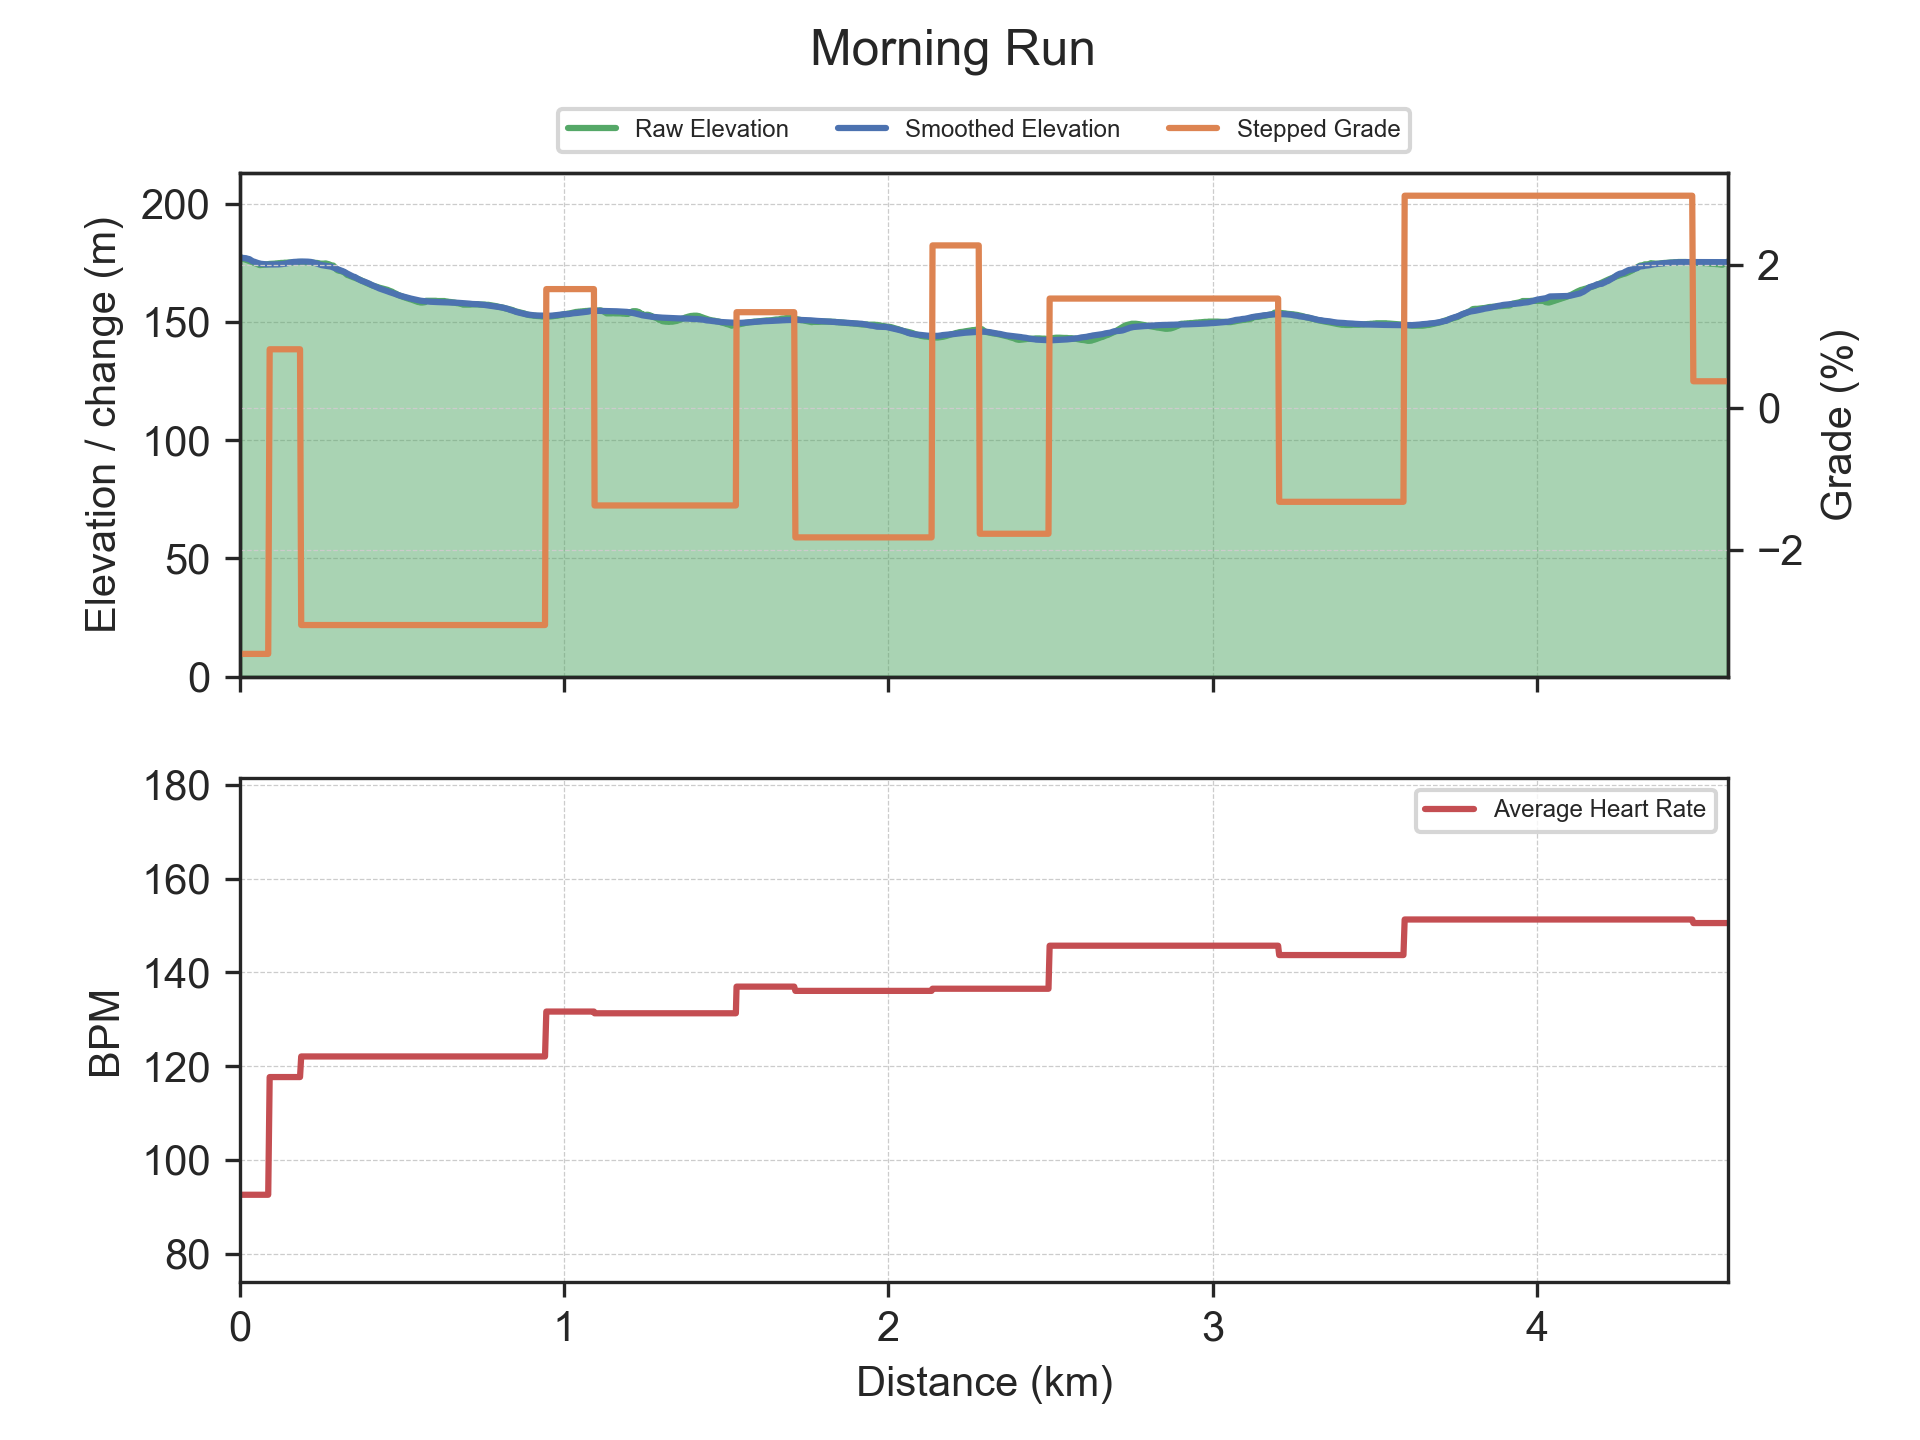 Morning Run
Raw Elevation Smoothed Elevation Stepped Grade
Elevation / change (m)
200
150
100
50
0
Grade (%)
2
0
−2
BPM
180
160
140
120
100
80
Average Heart Rate
0 1 2 3 4
Distance (km)